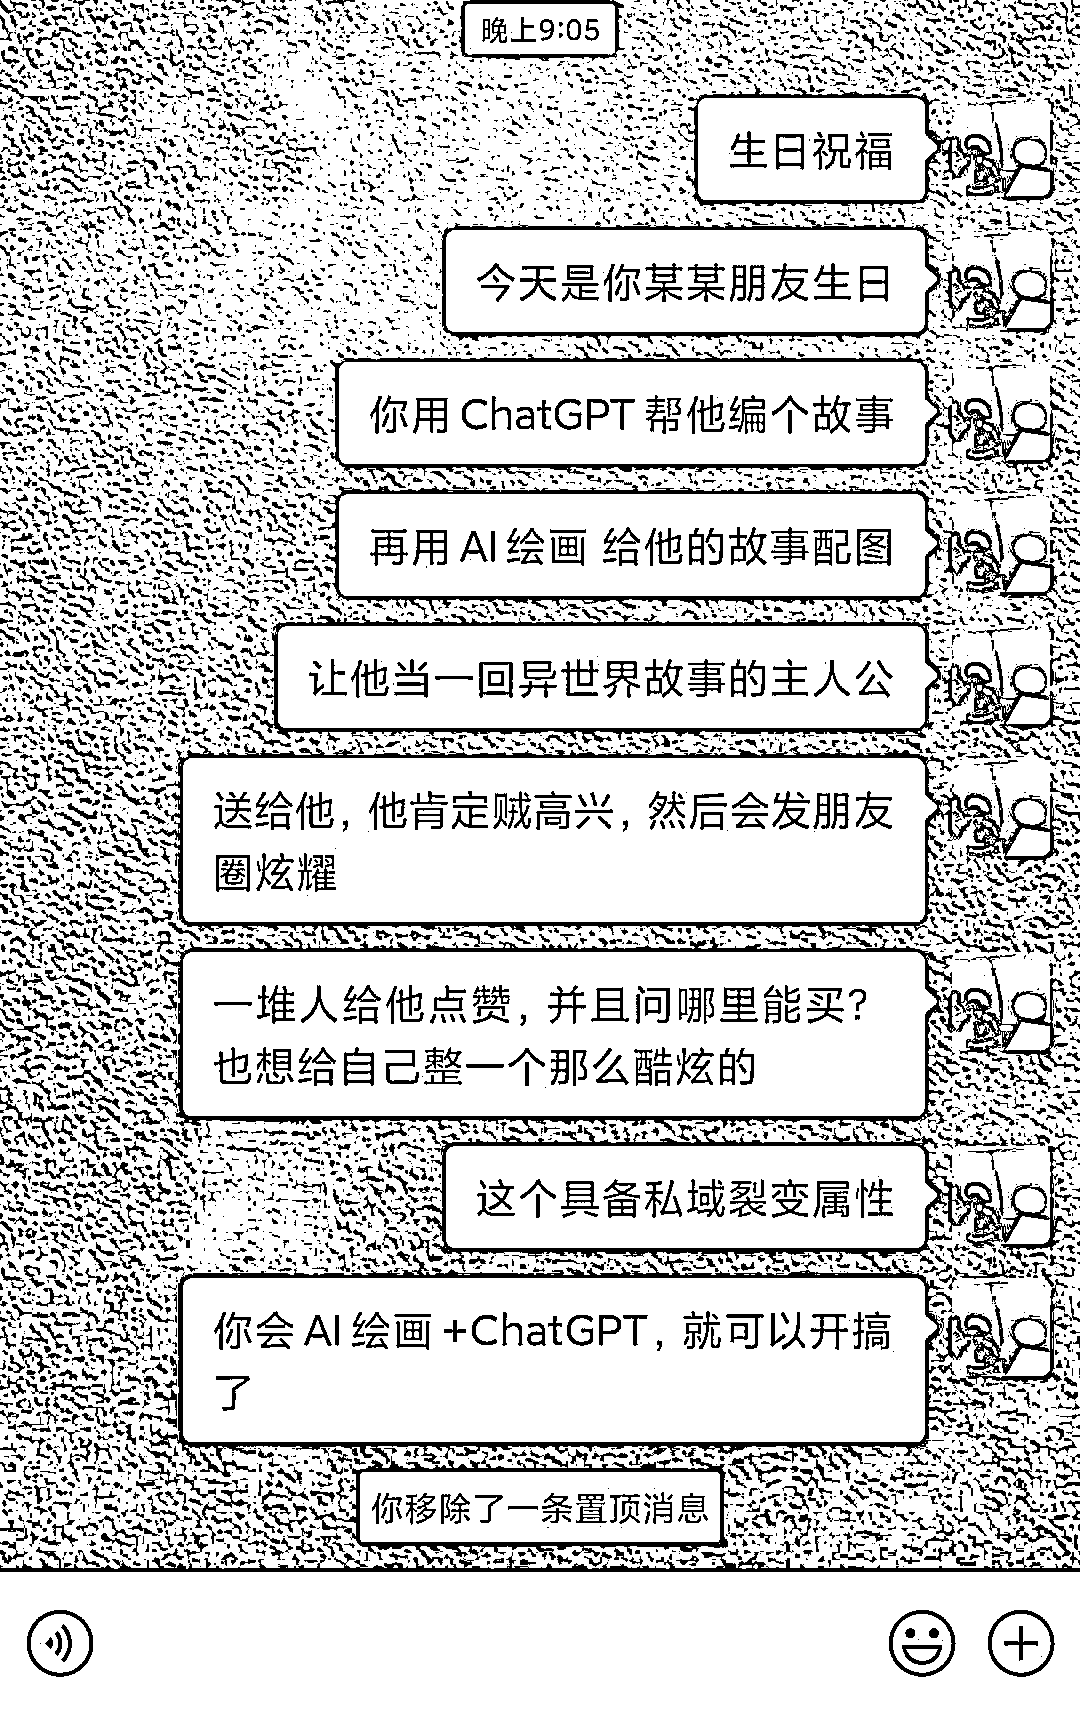 晚上9:05
生日祝福
今天是你某某朋友生日
你用 ChatGPT 帮他编个故事
再用 AI 绘画 给他的故事配图
让他当一回异世界故事的主人公
送给他，他肯定贼高兴，然后会发朋友
圈炫耀
一堆人给他点赞，并且问哪里能买？
也想给自己整一个那么酷炫的
这个具备私域裂变属性
你会 AI 绘画 +ChatGPT，就可以开搞
了
你移除了一条置顶消息